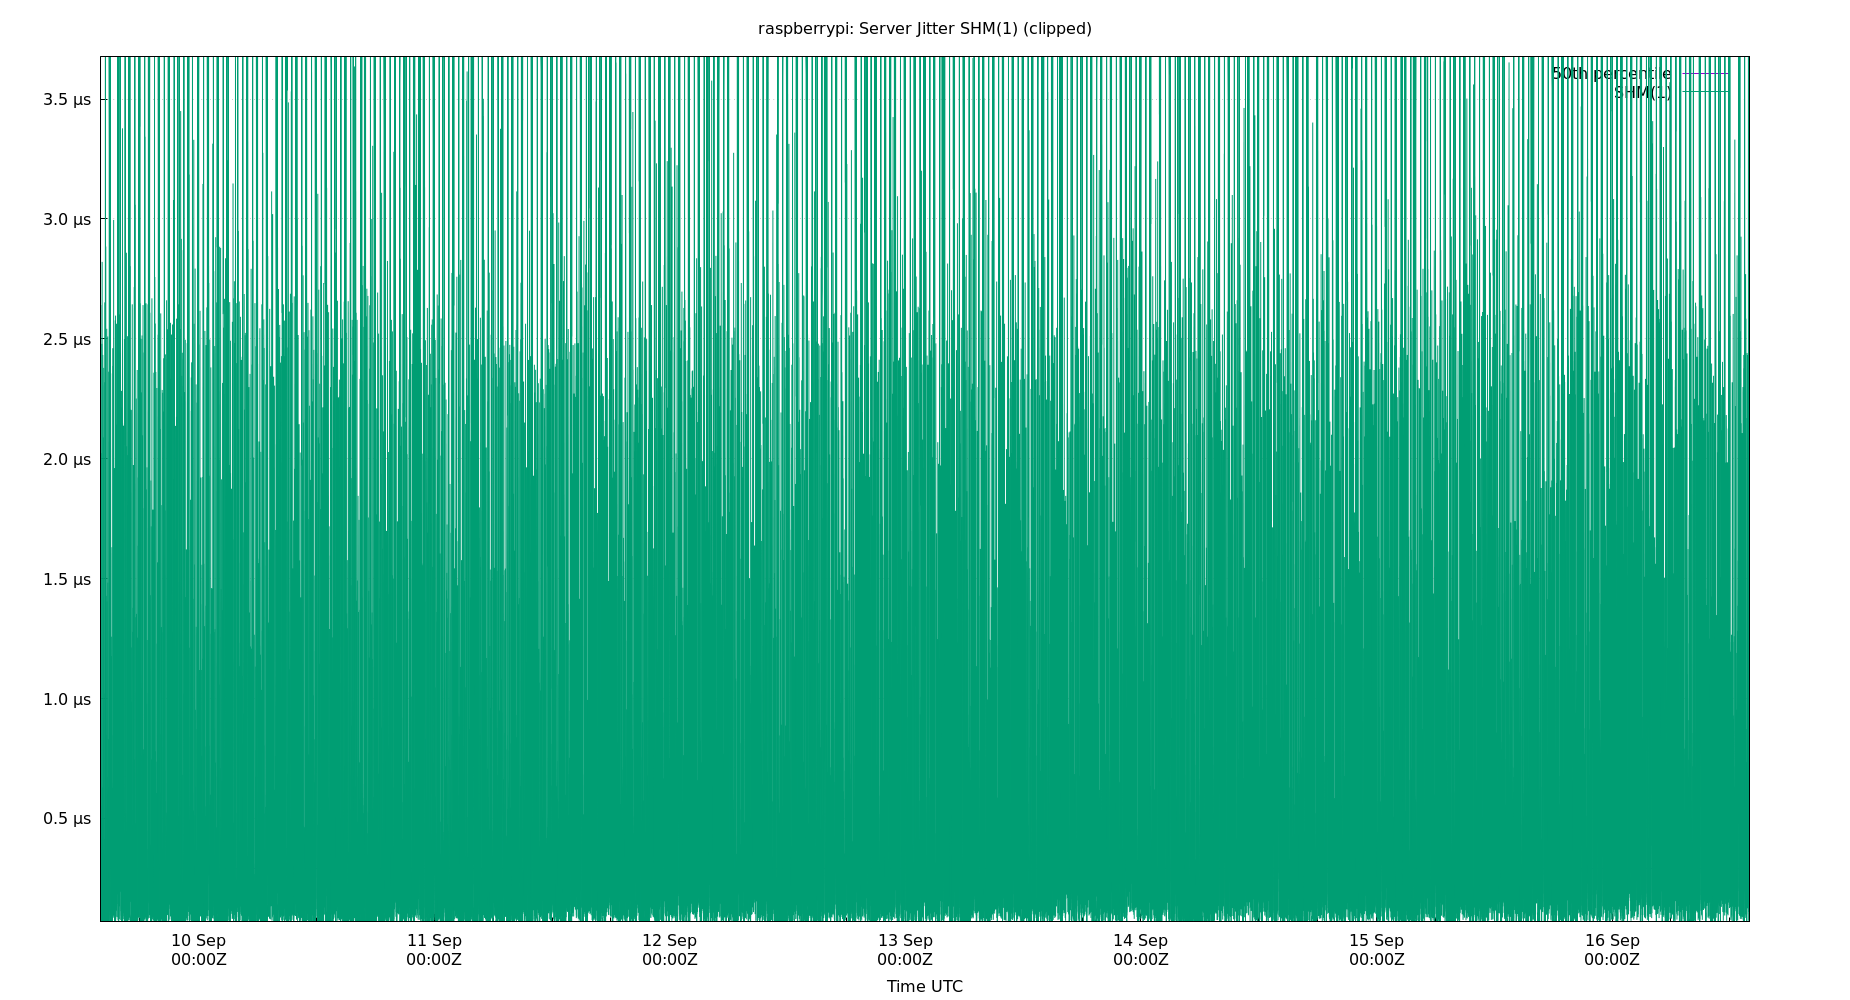 raspberrypi: Server Jitter SHM(1) (clipped)
50th percentile
SHM(1)
3.5 µs
3.0 µs
2.5 µs
2.0 µs
1.5 µs
1.0 µs
0.5 µs
10 Sep 11 Sep 12 Sep 13 Sep 14 Sep 15 Sep 16 Sep
00:00Z 00:00Z 00:00Z 00:00Z 00:00Z 00:00Z 00:00Z
Time UTC